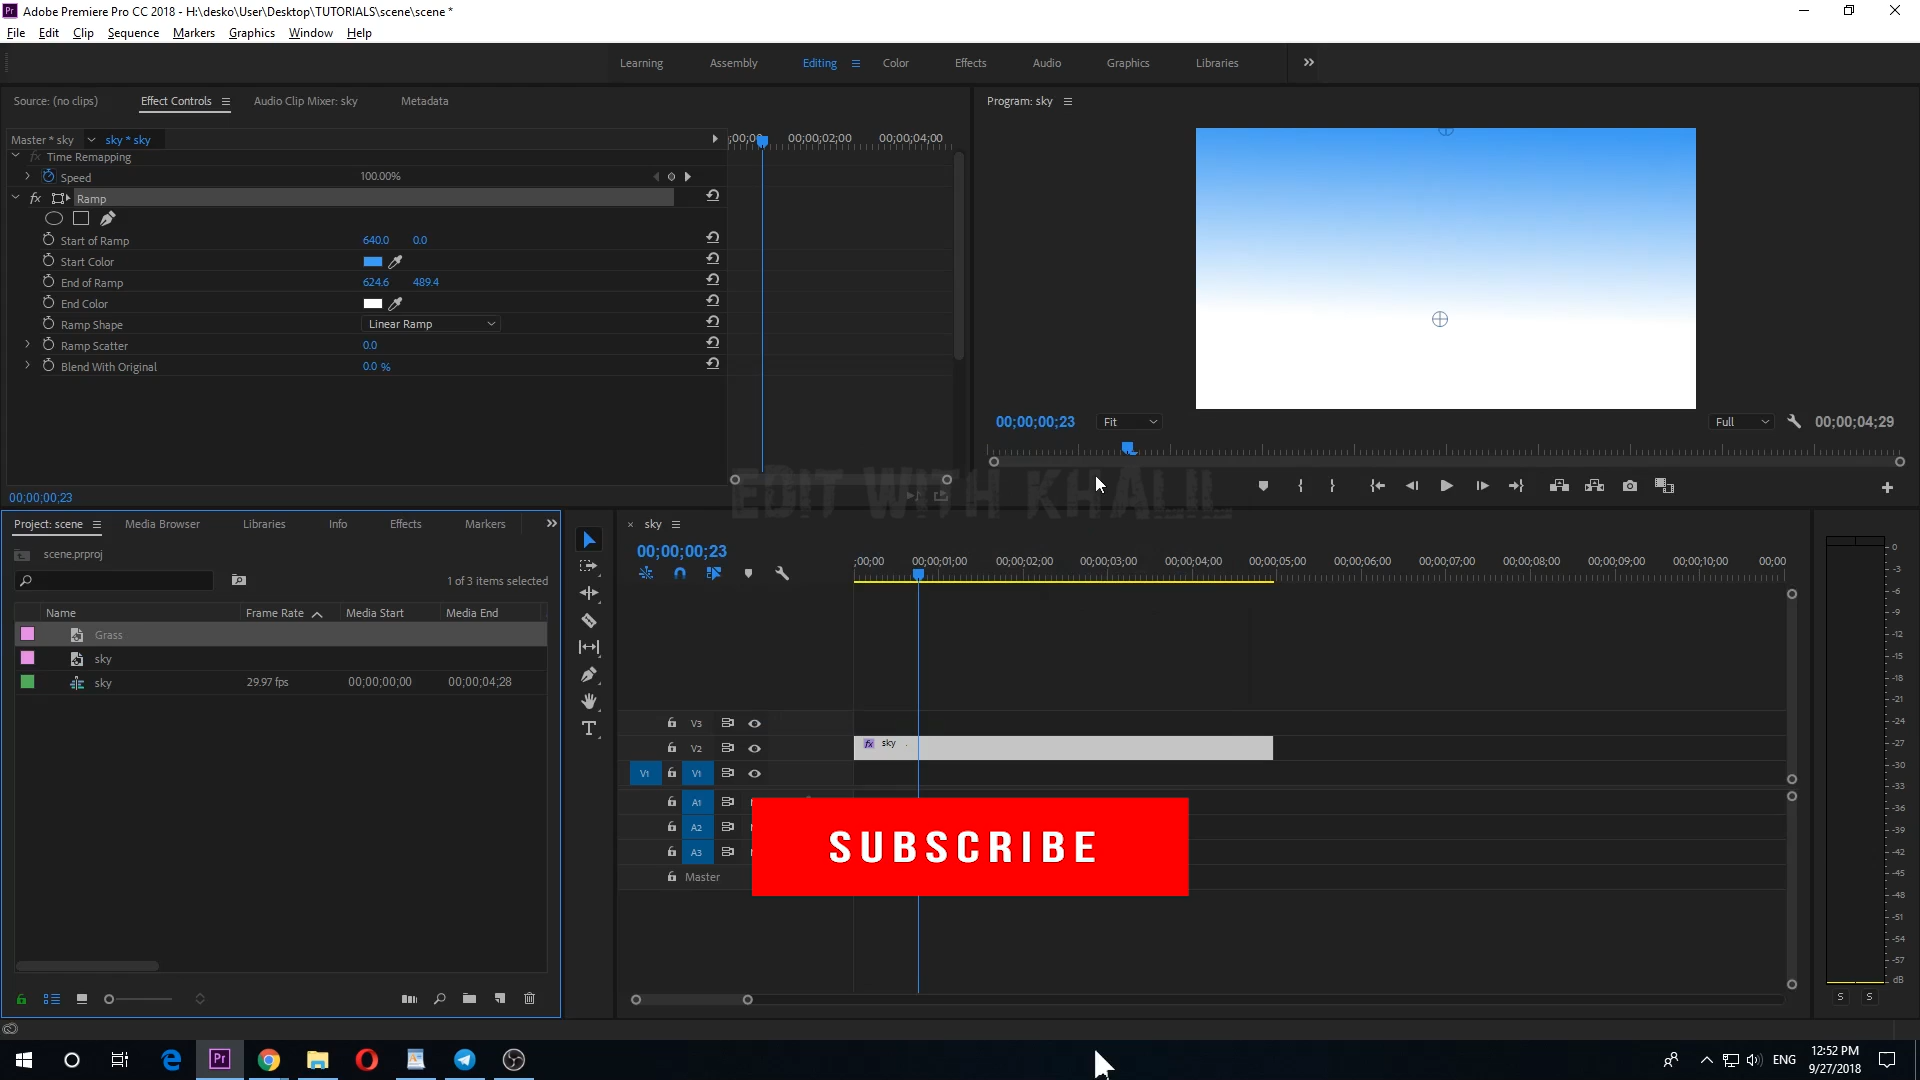 Adobe Premiere Pro CC 2018 - H:\desko\User\Desktop\TUTORIALS\scene\scene *
File Edit Clip Sequence Markers Graphics Window Help
Learning Assembly Editing Color Effects Audio Graphics Libraries
Source: (no clips) Effect Controls Audio Clip Mixer: sky Metadata
Program: sky
Master * sky sky * sky
;00;00 00;00;02;00 00;00;04;00
fx Time Remapping
Speed 100.00%
fx Ramp
Start of Ramp 640.0 0.0
Start Color
End of Ramp 624.6 489.4
End Color
Ramp Shape Linear Ramp
Ramp Scatter 0.0
Blend With Original 0.0 %
00;00;00;23 Fit Full 00;00;04;29
EDIT WITH KHALIL
00;00;00;23
Project: scene Media Browser Libraries Info Effects Markers
scene.prproj
1 of 3 items selected
Name Frame Rate Media Start Media End
Grass
sky
sky 29.97 fps 00;00;00;00 00;00;04;28
× sky
00;00;00;23
;00;00 00;00;01;00 00;00;02;00 00;00;03;00 00;00;04;00 00;00;05;00 00;00;06;00 00;00;07;00 00;00;08;00 00;00;09;00 00;00;10;00 00;00
V3
V2
fx sky
V1 V1
A1
A2
A3
Master
SUBSCRIBE
0
-3
-6
-9
-12
-15
-18
-21
-24
-27
-30
-33
-36
-39
-42
-45
-48
-51
-54
-57
dB
S S
Pr
ENG
12:52 PM
9/27/2018